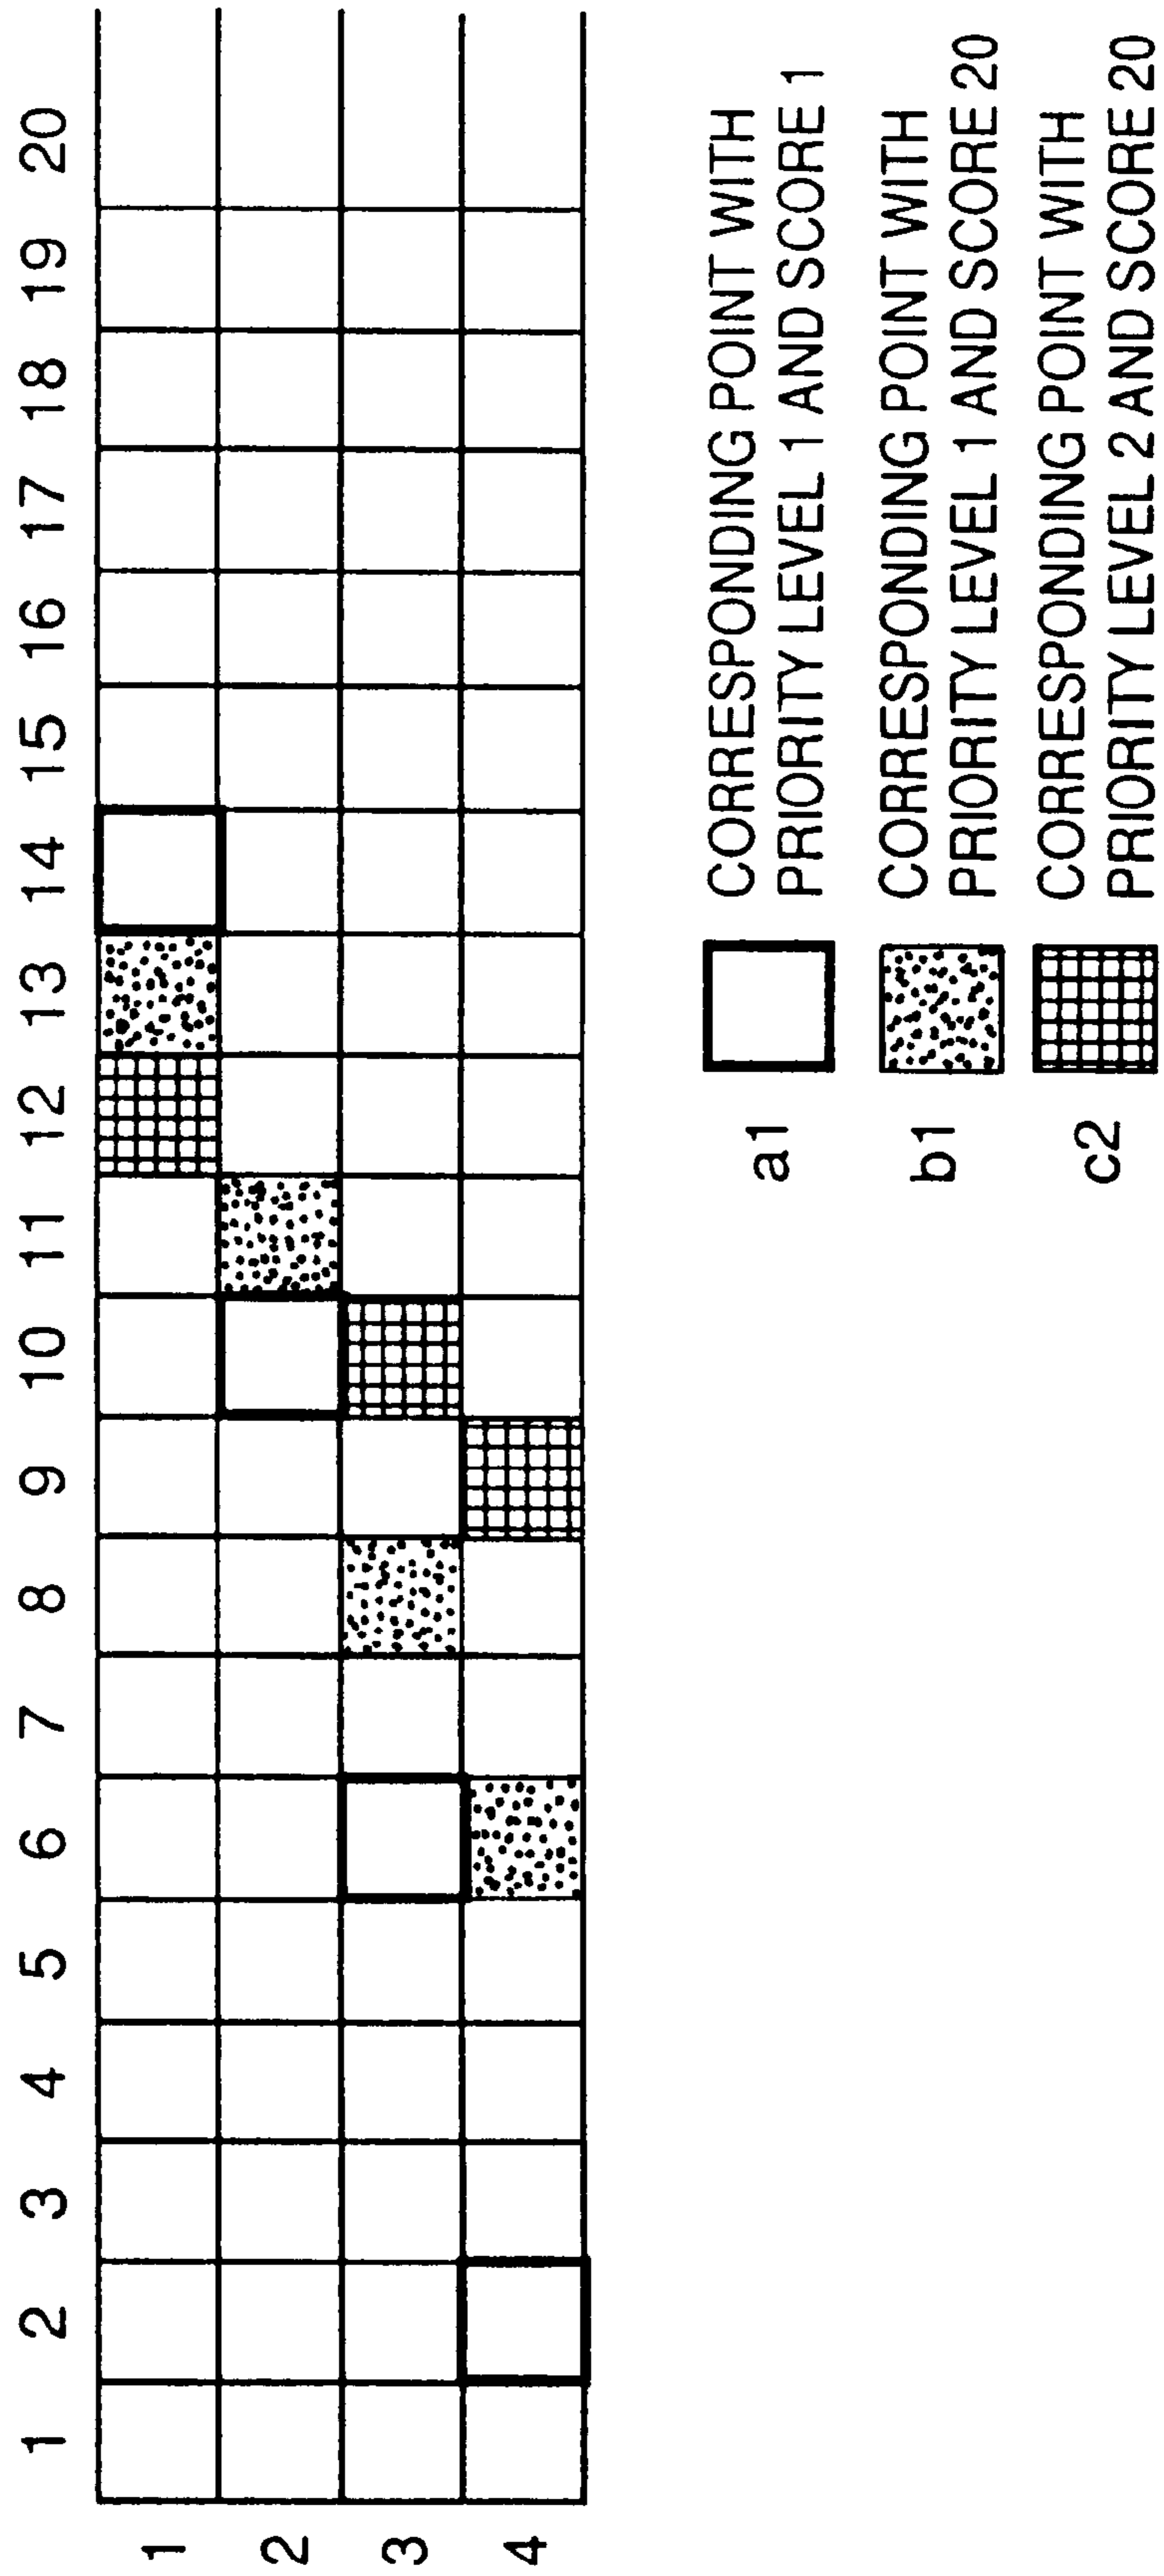 1 2 3 4 5 6 7 8 9 10 11 12 13 14 15 16 17 18 19 20
1
2
3
4
a1 CORRESPONDING POINT WITH
PRIORITY LEVEL 1 AND SCORE 1
b1 CORRESPONDING POINT WITH
PRIORITY LEVEL 1 AND SCORE 20
c2 CORRESPONDING POINT WITH
PRIORITY LEVEL 2 AND SCORE 20